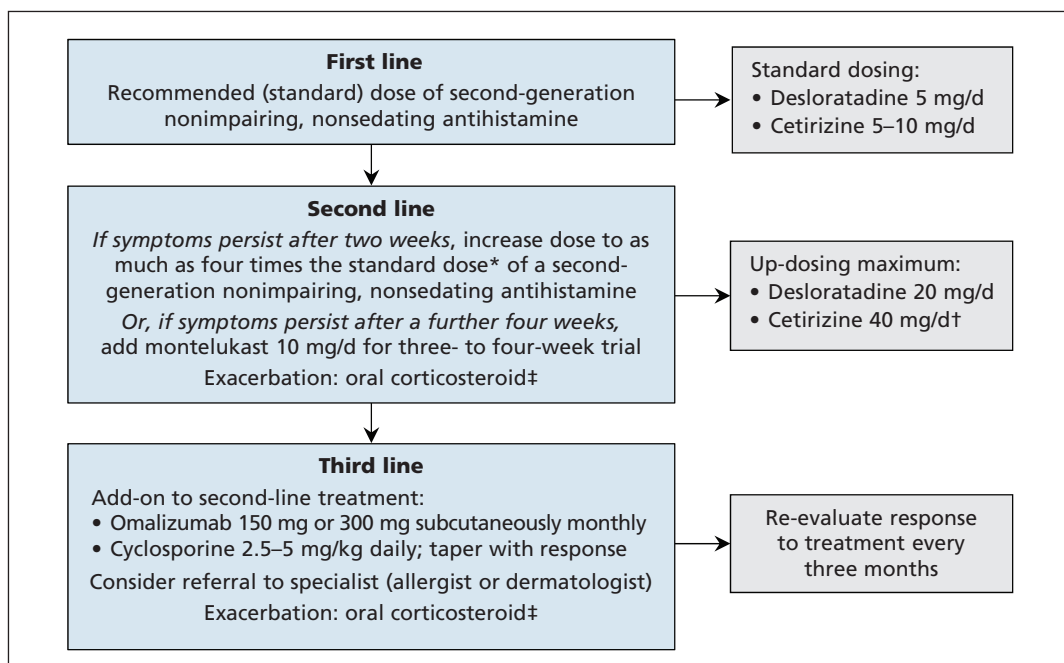 First line
Recommended (standard) dose of second-generation
nonimpairing, nonsedating antihistamine
Standard dosing:
• Desloratadine 5 mg/d
• Cetirizine 5–10 mg/d
Second line
If symptoms persist after two weeks, increase dose to as
much as four times the standard dose* of a second-
generation nonimpairing, nonsedating antihistamine
Or, if symptoms persist after a further four weeks,
add montelukast 10 mg/d for three- to four-week trial
Exacerbation: oral corticosteroid‡
Up-dosing maximum:
• Desloratadine 20 mg/d
• Cetirizine 40 mg/d†
Third line
Add-on to second-line treatment:
• Omalizumab 150 mg or 300 mg subcutaneously monthly
• Cyclosporine 2.5–5 mg/kg daily; taper with response
Consider referral to specialist (allergist or dermatologist)
Exacerbation: oral corticosteroid‡
Re-evaluate response
to treatment every
three months